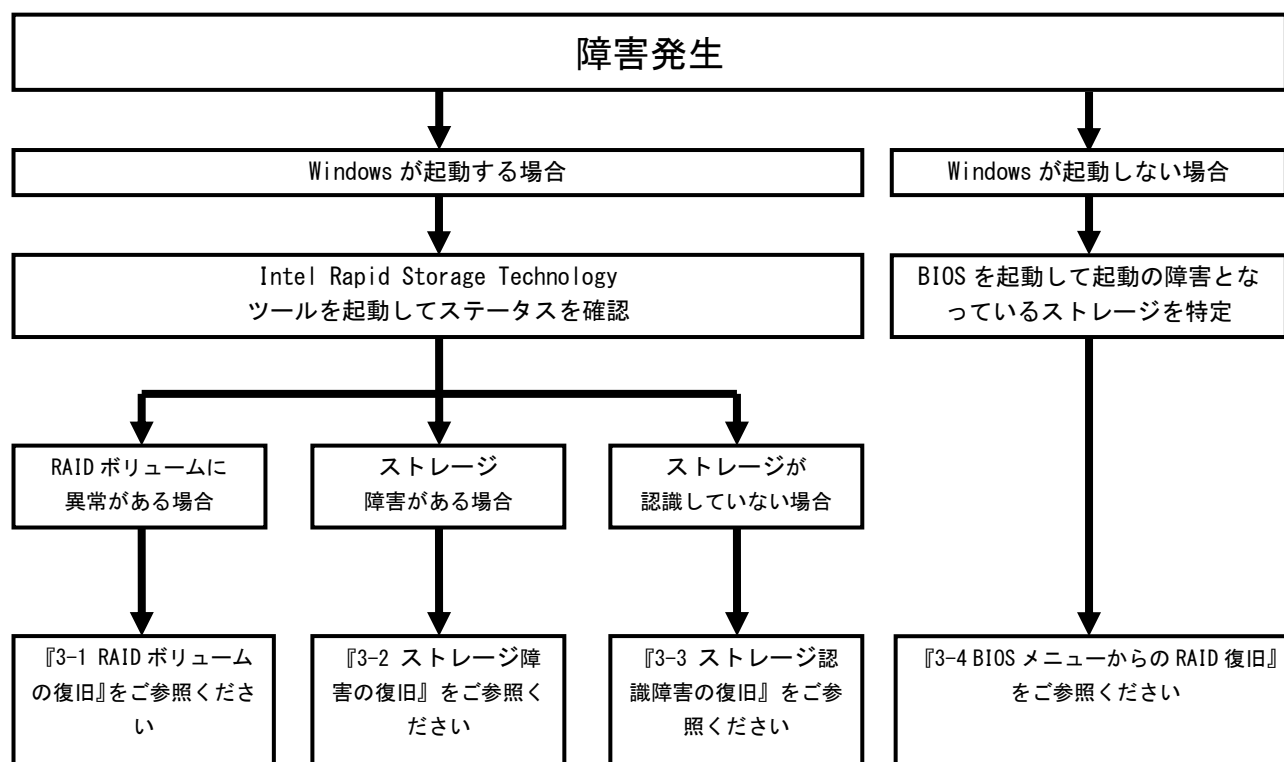 障害発生
Windows が起動する場合
Windows が起動しない場合
Intel Rapid Storage Technology
ツールを起動してステータスを確認
BIOS を起動して起動の障害とな
っているストレージを特定
RAID ボリュームに
異常がある場合
ストレージ
障害がある場合
ストレージが
認識していない場合
『3-1 RAID ボリューム
の復旧』をご参照くださ
い
『3-2 ストレージ障
害の復旧』をご参照く
ださい
『3-3 ストレージ認
識障害の復旧』をご参
照ください
『3-4 BIOS メニューからの RAID 復旧』
をご参照ください